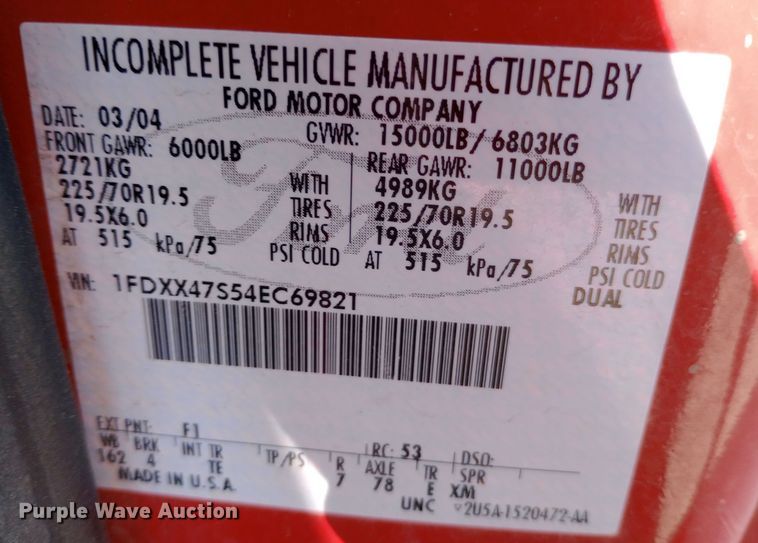 INCOMPLETE VEHICLE MANUFACTURED BY
FORD MOTOR COMPANY
DATE: 03/04 GVWR: 15000LB/ 6803KG
FRONT GAWR: 6000LB REAR GAWR: 11000LB
2721KG WITH 4989KG WITH
225/70R19.5 TIRES 225/70R19.5 TIRES
19.5X6.0 RIMS 19.5X6.0 RIMS
AT 515 kPa/75 PSI COLD AT 515 kPa/75 PSI COLD
DUAL
VIN: 1FDXX47S54EC69821
Ford
EXT PNT: F1 RC: 53 DSO:
WB BRK INT TR TP/PS R AXLE TR SPR
162 4 TE 7 78 E XM
MADE IN U.S.A. UNC V2U5A-1520472-AA
Purple Wave Auction